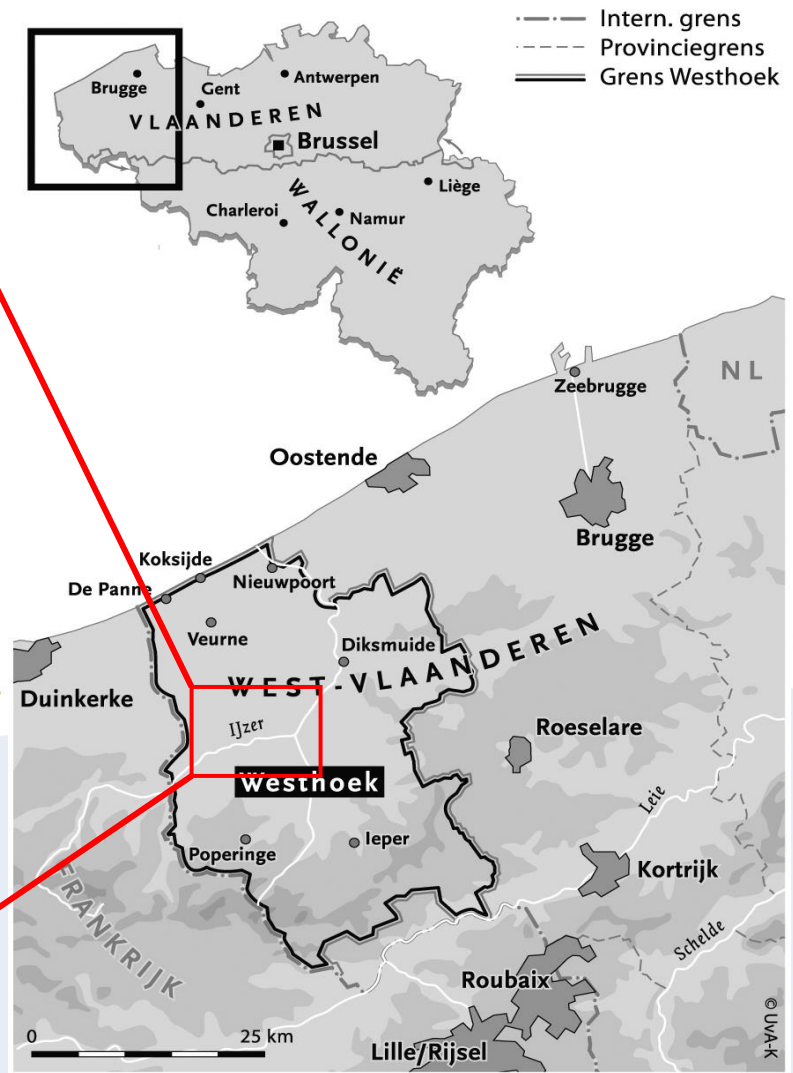 Intern. grens
Provinciegrens
Grens Westhoek
Brugge
Gent
Antwerpen
VLAANDEREN
Brussel
Liège
WALLONIË
Charleroi
Namur
Zeebrugge
NL
Oostende
Brugge
Koksijde
De Panne
Nieuwpoort
Veurne
Diksmuide
WEST-VLAANDEREN
Duinkerke
IJzer
Roeselare
Westhoek
Leie
Poperinge
Ieper
Kortrijk
FRANKRIJK
Schelde
Roubaix
0 25 km
Lille/Rijsel
© UvA-K